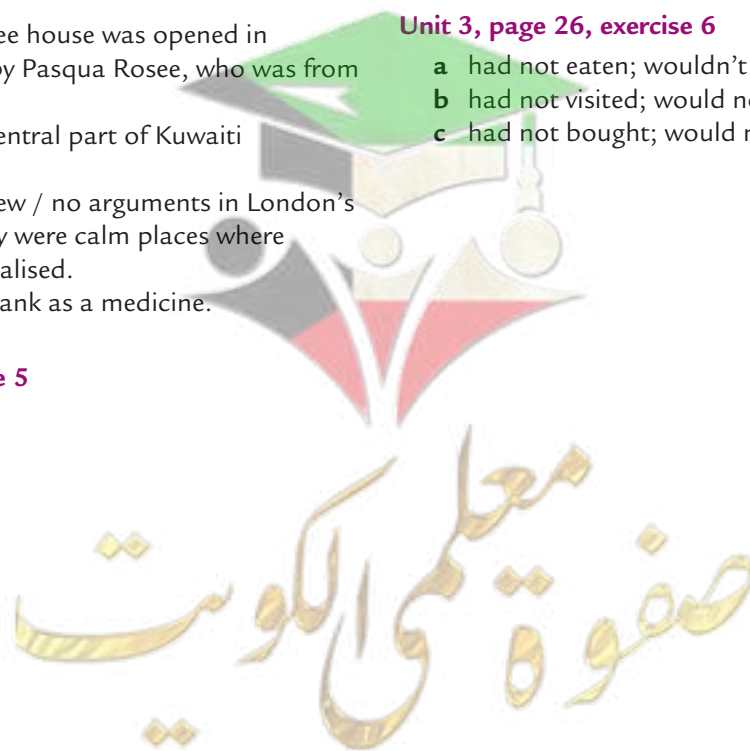 ee house was opened in
by Pasqua Rosee, who was from
entral part of Kuwaiti
ew / no arguments in London's
y were calm places where
alised.
ank as a medicine.
e 5
Unit 3, page 26, exercise 6
a had not eaten; wouldn't
b had not visited; would no
c had not bought; would
صفوة معلمى الكويت